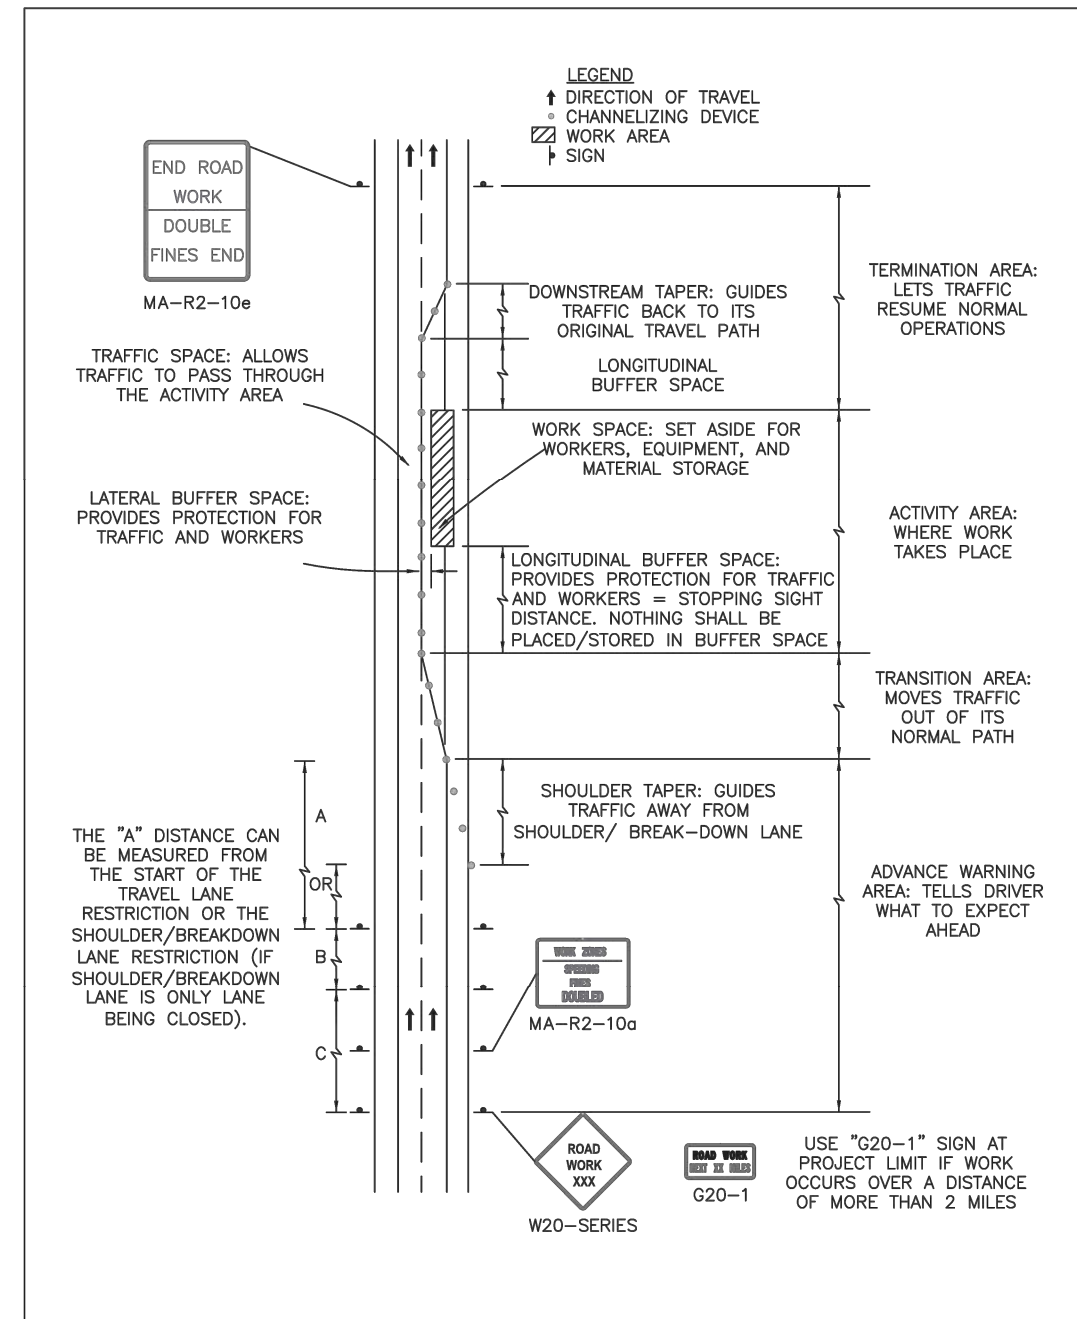 LEGEND
DIRECTION OF TRAVEL
CHANNELIZING DEVICE
WORK AREA
SIGN
END ROAD
WORK
DOUBLE
FINES END
MA-R2-10e
TERMINATION AREA:
LETS TRAFFIC
RESUME NORMAL
OPERATIONS
DOWNSTREAM TAPER: GUIDES
TRAFFIC BACK TO ITS
ORIGINAL TRAVEL PATH
TRAFFIC SPACE: ALLOWS
TRAFFIC TO PASS THROUGH
THE ACTIVITY AREA
LONGITUDINAL
BUFFER SPACE
WORK SPACE: SET ASIDE FOR
WORKERS, EQUIPMENT, AND
MATERIAL STORAGE
LATERAL BUFFER SPACE:
PROVIDES PROTECTION FOR
TRAFFIC AND WORKERS
ACTIVITY AREA:
WHERE WORK
TAKES PLACE
LONGITUDINAL BUFFER SPACE:
PROVIDES PROTECTION FOR TRAFFIC
AND WORKERS = STOPPING SIGHT
DISTANCE. NOTHING SHALL BE
PLACED/STORED IN BUFFER SPACE
TRANSITION AREA:
MOVES TRAFFIC
OUT OF ITS
NORMAL PATH
SHOULDER TAPER: GUIDES
TRAFFIC AWAY FROM
SHOULDER/ BREAK-DOWN LANE
A
OR
B
C
THE "A" DISTANCE CAN
BE MEASURED FROM
THE START OF THE
TRAVEL LANE
RESTRICTION OR THE
SHOULDER/BREAKDOWN
LANE RESTRICTION (IF
SHOULDER/BREAKDOWN
LANE IS ONLY LANE
BEING CLOSED).
ADVANCE WARNING
AREA: TELLS DRIVER
WHAT TO EXPECT
AHEAD
WORK ZONES
SPEEDING
FINES
DOUBLED
MA-R2-10a
ROAD
WORK
XXX
W20-SERIES
ROAD WORK
NEXT XX MILES
G20-1
USE "G20-1" SIGN AT
PROJECT LIMIT IF WORK
OCCURS OVER A DISTANCE
OF MORE THAN 2 MILES